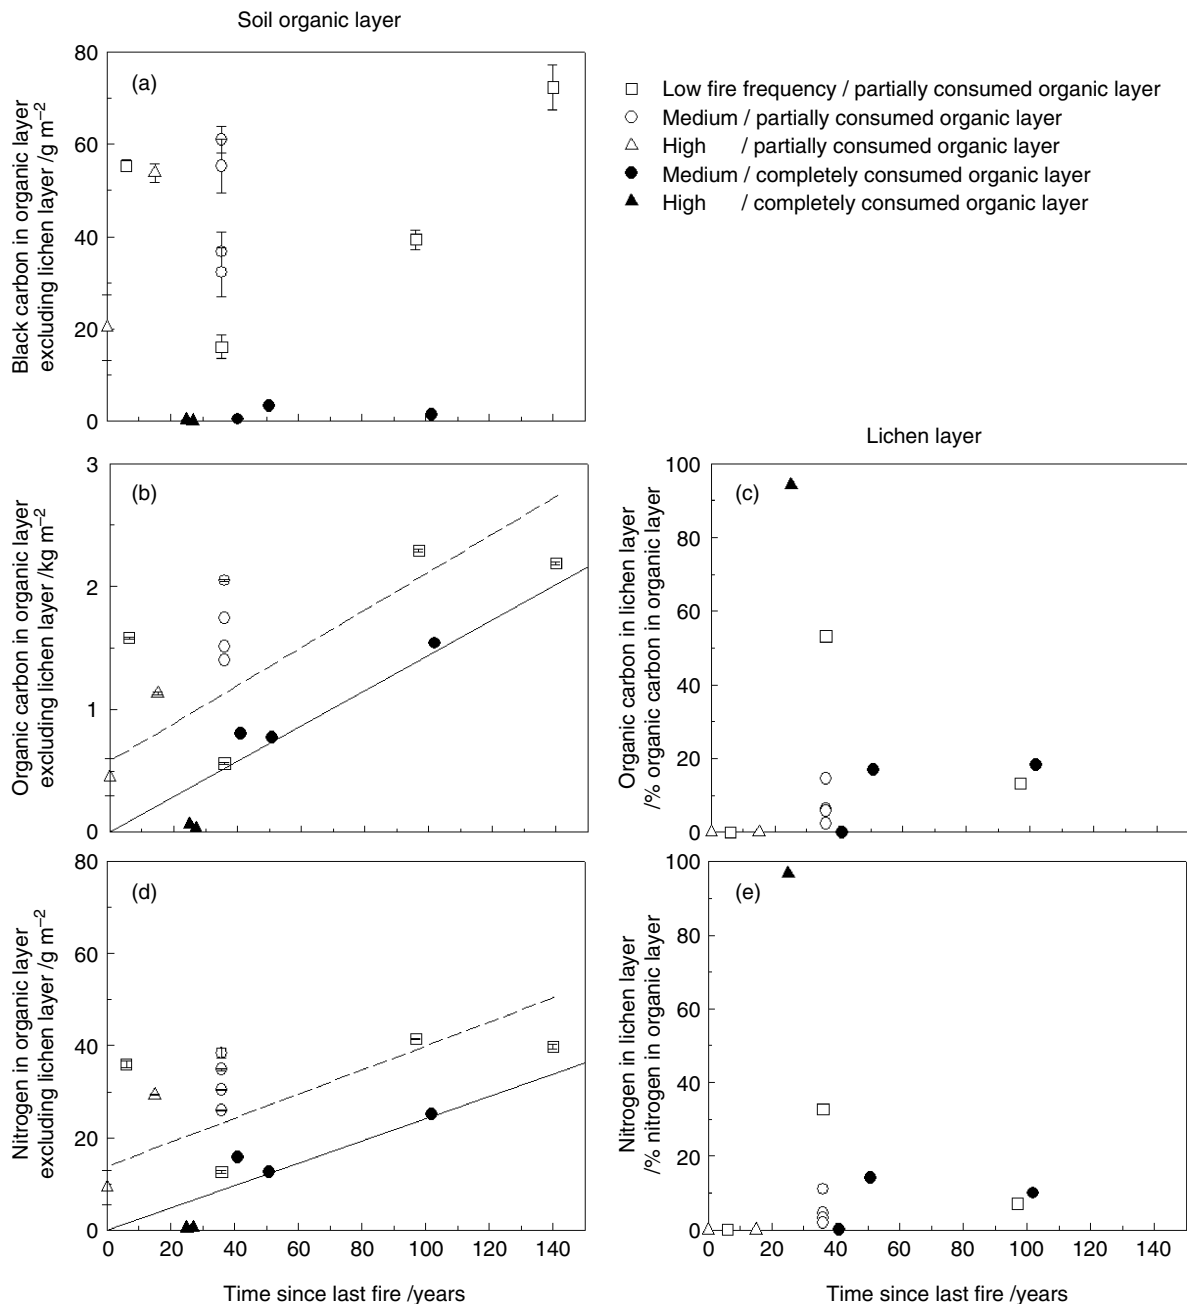 Soil organic layer
80
60
40
20
0
(a)
Black carbon in organic layer
excluding lichen layer /g m⁻²
Low fire frequency / partially consumed organic layer
Medium / partially consumed organic layer
High / partially consumed organic layer
Medium / completely consumed organic layer
High / completely consumed organic layer
3
2
1
0
(b)
Organic carbon in organic layer
excluding lichen layer /kg m⁻²
Lichen layer
100
80
60
40
20
0
(c)
Organic carbon in lichen layer
/% organic carbon in organic layer
80
60
40
20
0
(d)
Nitrogen in organic layer
excluding lichen layer /g m⁻²
0 20 40 60 80 100 120 140
Time since last fire /years
100
80
60
40
20
0
(e)
Nitrogen in lichen layer
/% nitrogen in organic layer
0 20 40 60 80 100 120 140
Time since last fire /years